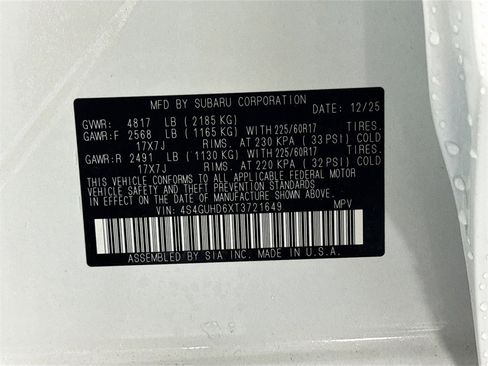 MFD BY SUBARU CORPORATION DATE: 12/25
GVWR: 4817 LB (2185 KG)
GAWR:F 2568 LB (1165 KG) WITH 225/60R17 TIRES.
17X7J RIMS. AT 230 KPA (33 PSI) COLD
GAWR:R 2491 LB (1130 KG) WITH 225/60R17 TIRES.
17X7J RIMS. AT 220 KPA (32 PSI) COLD
THIS VEHICLE CONFORMS TO ALL APPLICABLE FEDERAL MOTOR
VEHICLE SAFETY AND THEFT PREVENTION STANDARDS IN EFFECT
ON THE DATE OF MANUFACTURE SHOWN ABOVE.
VIN: 4S4GUHD6XT3721649 MPV
ASSEMBLED BY SIA INC. MADE IN U.S.A.